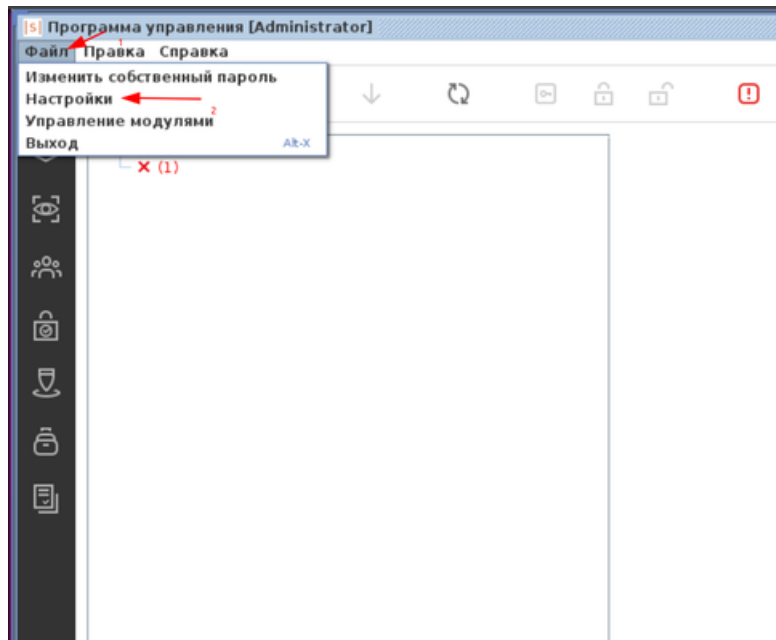 |S| Программа управления [Administrator]
Файл Правка Справка
1
Изменить собственный пароль
Настройки
2
Управление модулями
Выход Alt-X
(1)